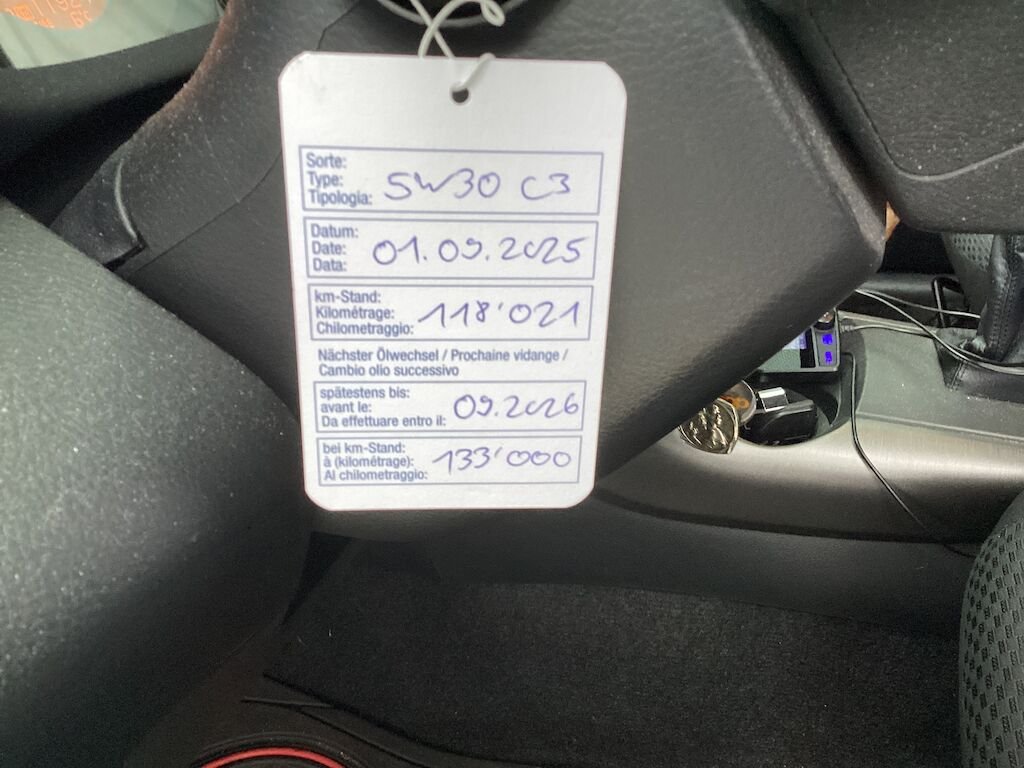 Sorte:
Type:
Tipologia: 5W30 C3
Datum:
Date:
Data: 01.09.2025
km-Stand:
Kilométrage:
Chilometraggio: 118'021
Nächster Ölwechsel / Prochaine vidange /
Cambio olio successivo
spätestens bis:
avant le:
Da effettuare entro il: 09.2026
bei km-Stand:
à (kilométrage):
Al chilometraggio: 133'000